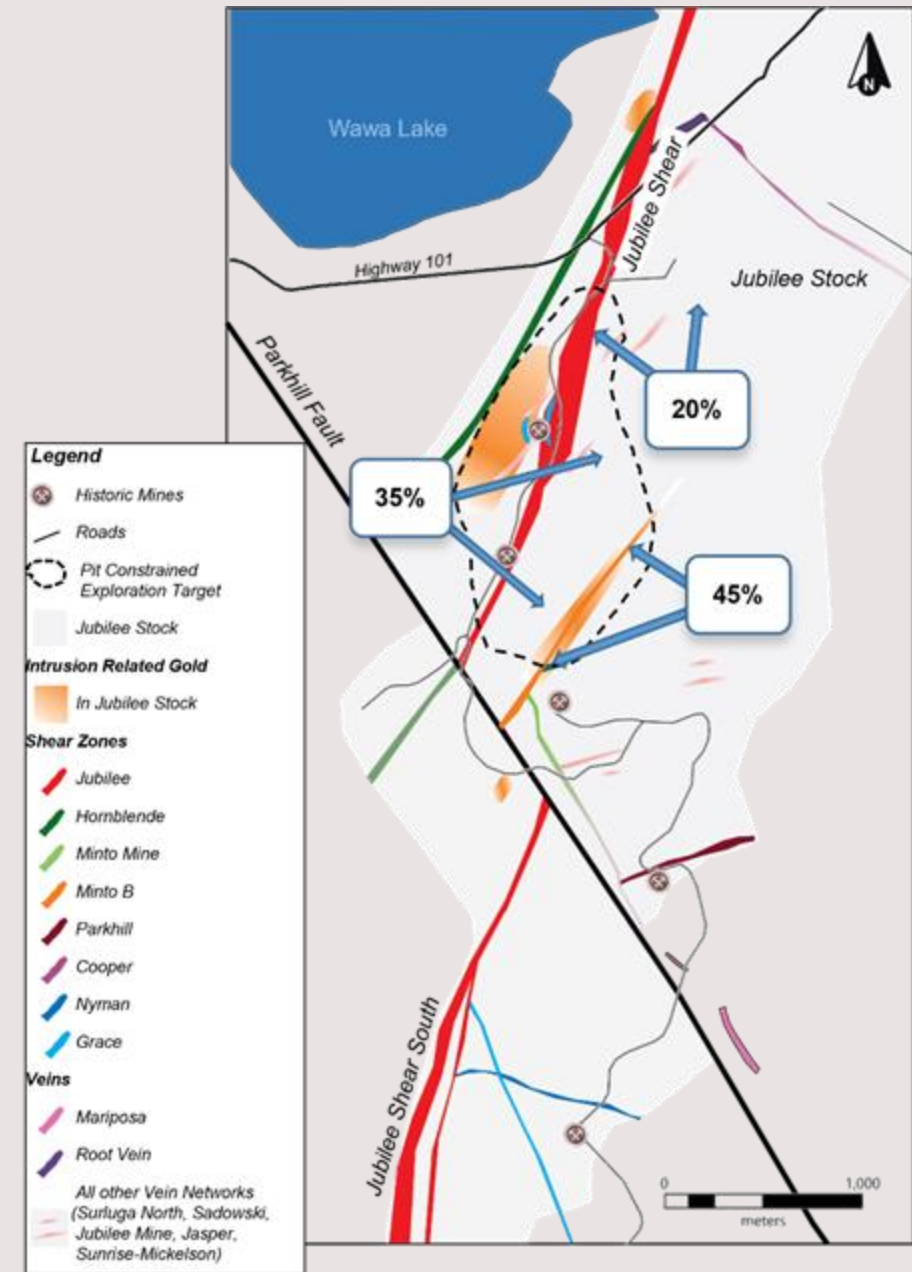 Wawa Lake
N
Jubilee Shear
Highway 101
Jubilee Stock
Parkhill Fault
20%
35%
45%
Legend
Historic Mines
Roads
Pit Constrained
Exploration Target
Jubilee Stock
Intrusion Related Gold
In Jubilee Stock
Shear Zones
Jubilee
Hornblende
Minto Mine
Minto B
Parkhill
Cooper
Nyman
Grace
Veins
Mariposa
Root Vein
All other Vein Networks
(Surluga North, Sadowski,
Jubilee Mine, Jasper,
Sunrise-Mickelson)
Jubilee Shear South
0 1,000
meters